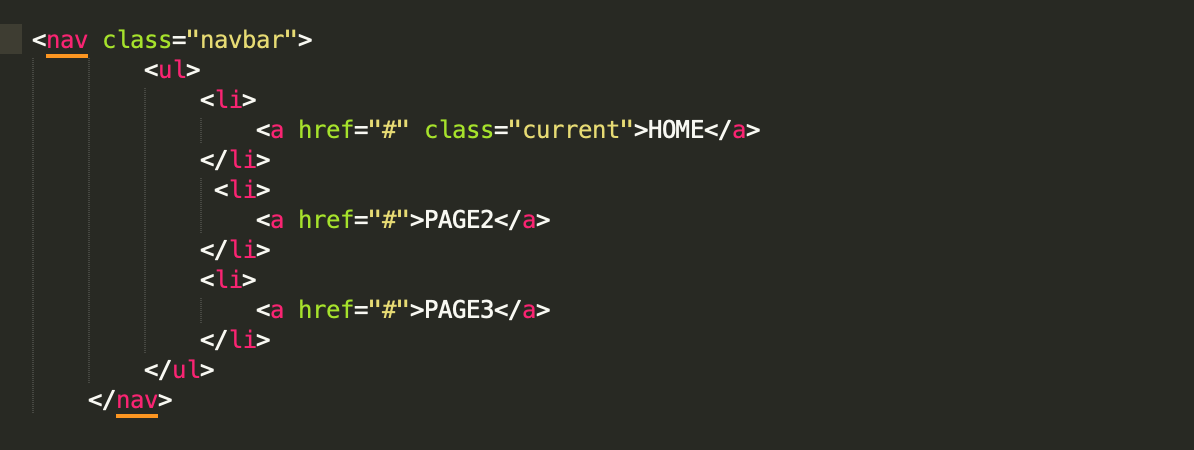 <nav class="navbar">
        <ul>
            <li>
                <a href="#" class="current">HOME</a>
            </li>
             <li>
                <a href="#">PAGE2</a>
            </li>
            <li>
                <a href="#">PAGE3</a>
            </li>
        </ul>
    </nav>